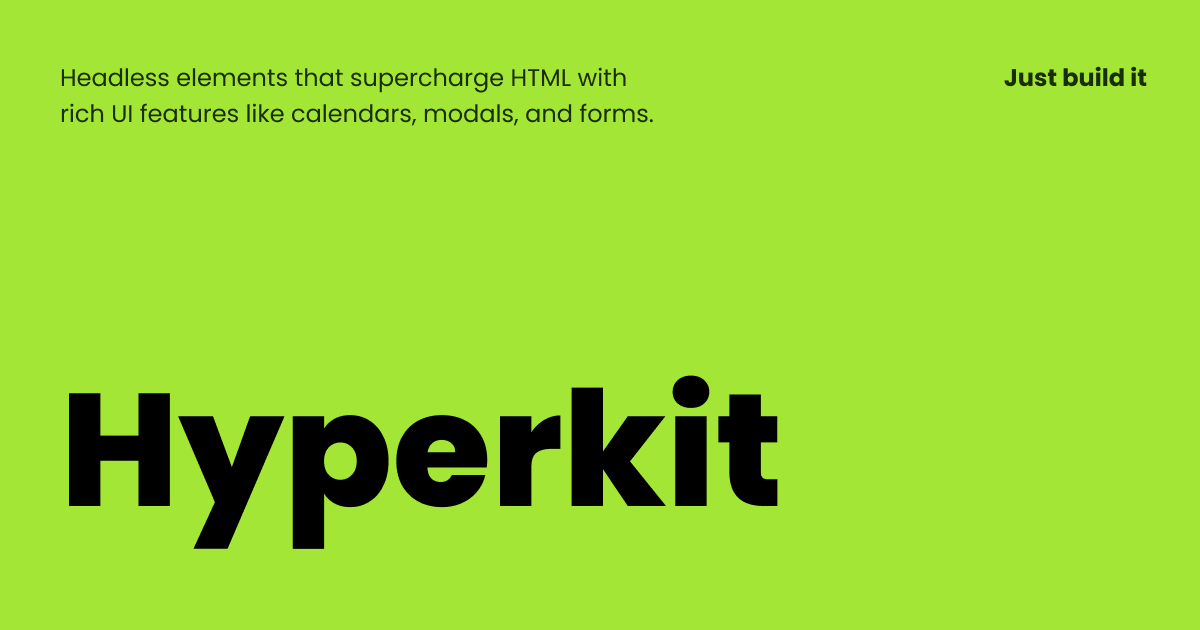 Headless elements that supercharge HTML with
rich UI features like calendars, modals, and forms.
Just build it
Hyperkit